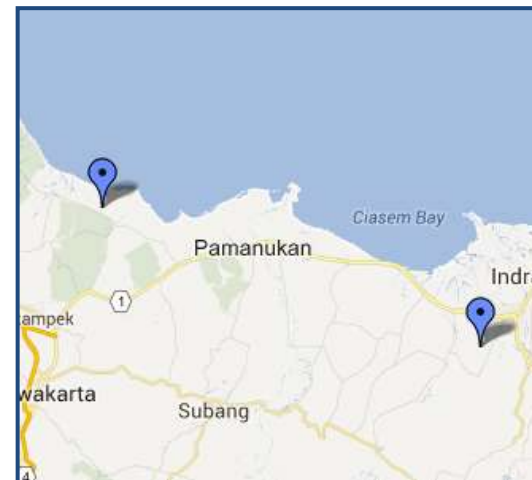 Ciasem Bay
Pamanukan
Indra
1
ampek
wakarta
Subang
4